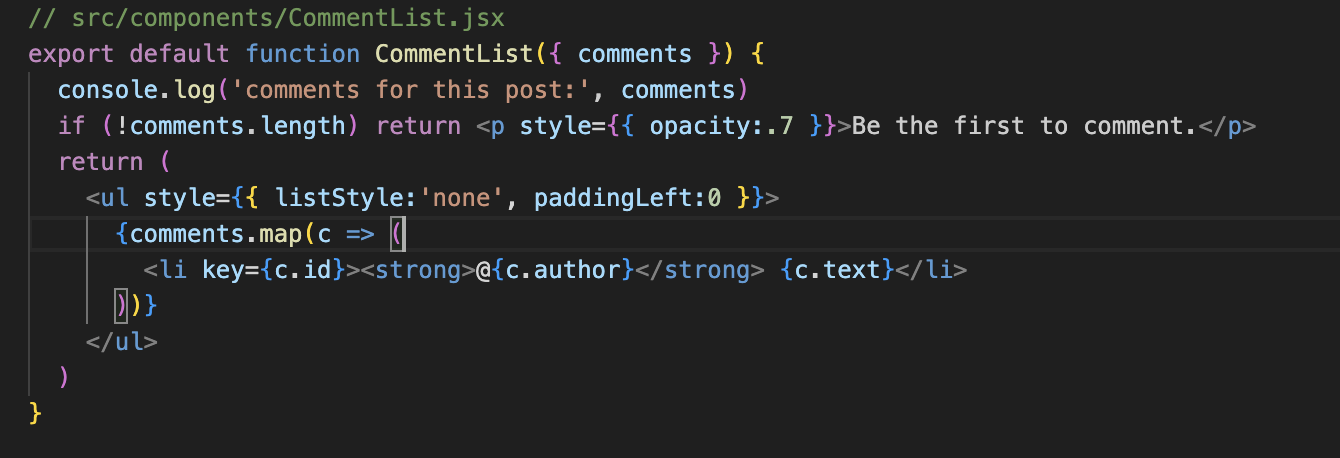 // src/components/CommentList.jsx
export default function CommentList({ comments }) {
  console.log('comments for this post:', comments)
  if (!comments.length) return <p style={{ opacity:.7 }}>Be the first to comment.</p>
  return (
    <ul style={{ listStyle:'none', paddingLeft:0 }}>
      {comments.map(c => (
        <li key={c.id}><strong>@{c.author}</strong> {c.text}</li>
      ))}
    </ul>
  )
}